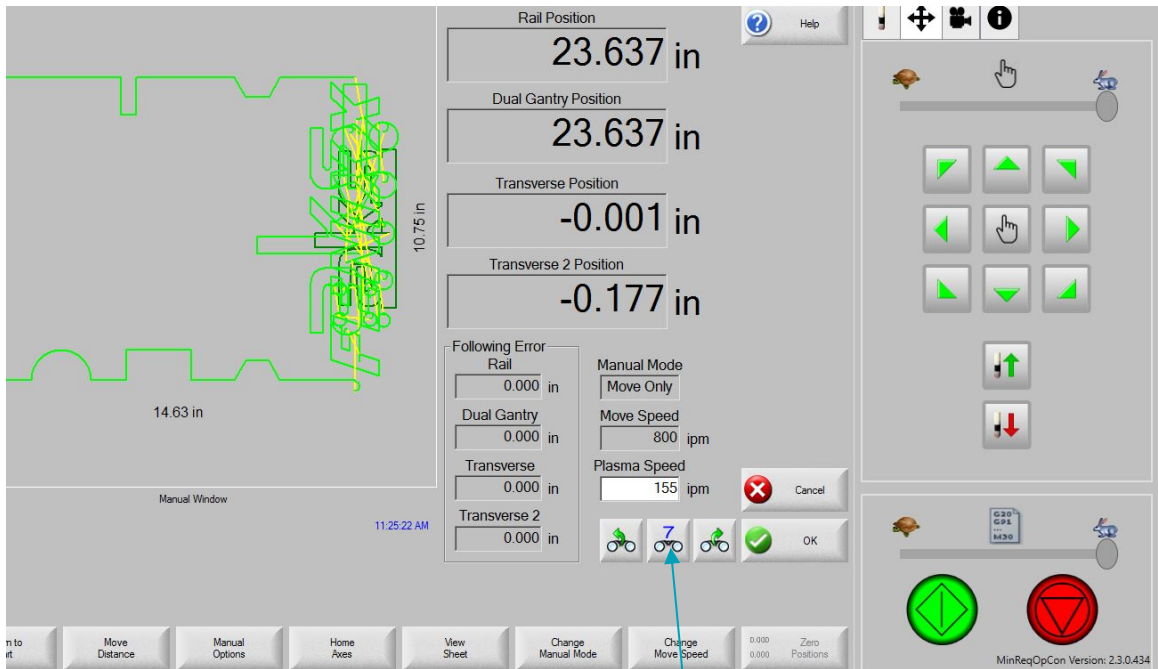 Rail Position
23.637 in
Dual Gantry Position
23.637 in
Transverse Position
-0.001 in
Transverse 2 Position
-0.177 in
Help
10.75 in
14.63 in
Manual Window
11:25:22 AM
Following Error
Rail
0.000 in
Dual Gantry
0.000 in
Transverse
0.000 in
Transverse 2
0.000 in
Manual Mode
Move Only
Move Speed
800 ipm
Plasma Speed
155 ipm
7
Cancel
OK
Move
Distance
Manual
Options
Home
Axes
View
Sheet
Change
Manual Mode
Change
Move Speed
0.000 Zero
0.000 Positions
G20
G91
...
M30
MinReqOpCon Version: 2.3.0.434